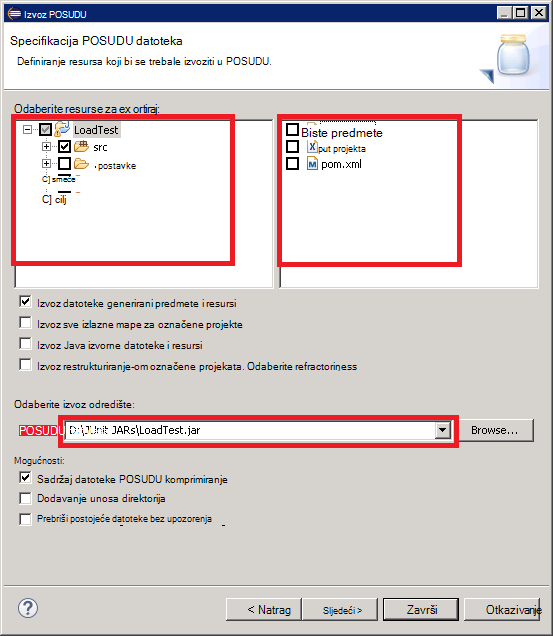 Izvoz POSUDU
Specifikacija POSUDU datoteka
Definiranje resursa koji bi se trebale izvoziti u POSUDU.
Odaberite resurse za ex ortiraj:
LoadTest
src
.postavke
C] smeće
C] cilj
Biste predmete
put projekta
pom.xml
Izvoz datoteke generirani predmete i resursi
Izvoz sve izlazne mape za označene projekte
Izvoz Java izvorne datoteke i resursi
Izvoz restrukturiranje-om označene projekata. Odaberite refractoriness
Odaberite izvoz odredište:
POSUDU D:\JUnit JARs\LoadTest.jar Browse...
Mogućnosti:
Sadržaj datoteke POSUDU komprimiranje
Dodavanje unosa direktorija
Prebriši postojeće datoteke bez upozorenja
? < Natrag Sljedeći > Završi Otkazivanje